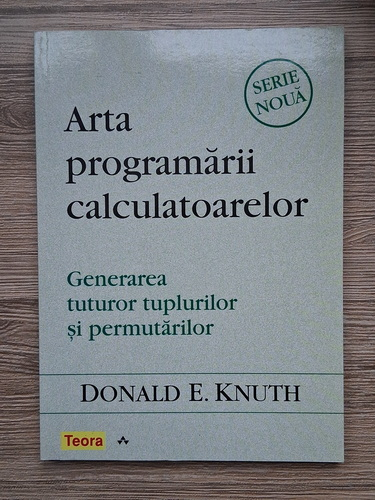 SERIE
NOUĂ
Arta
programării
calculatoarelor
Generarea
tuturor tuplurilor
și permutărilor
DONALD E. KNUTH
Teora